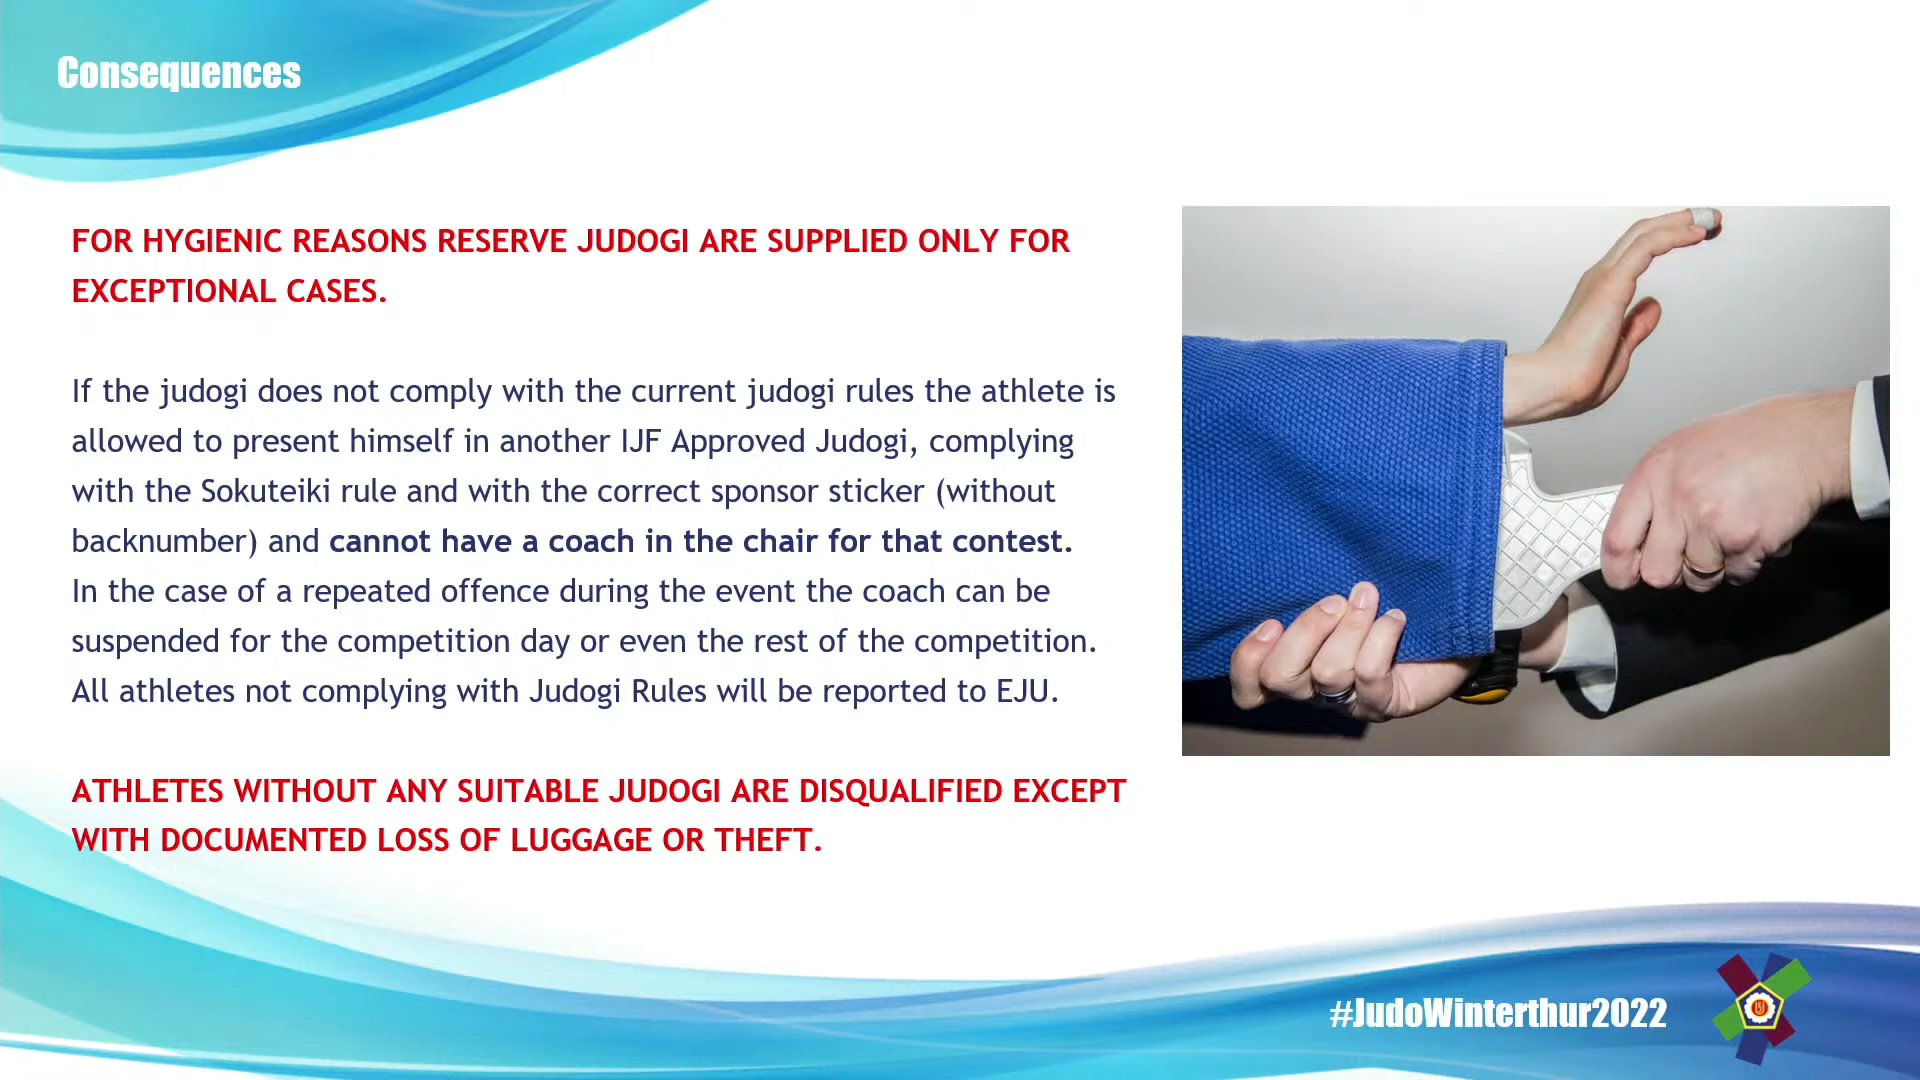 Consequences
FOR HYGIENIC REASONS RESERVE JUDOGI ARE SUPPLIED ONLY FOR
EXCEPTIONAL CASES.
If the judogi does not comply with the current judogi rules the athlete is
allowed to present himself in another IJF Approved Judogi, complying
with the Sokuteiki rule and with the correct sponsor sticker (without
backnumber) and cannot have a coach in the chair for that contest.
In the case of a repeated offence during the event the coach can be
suspended for the competition day or even the rest of the competition.
All athletes not complying with Judogi Rules will be reported to EJU.
ATHLETES WITHOUT ANY SUITABLE JUDOGI ARE DISQUALIFIED EXCEPT
WITH DOCUMENTED LOSS OF LUGGAGE OR THEFT.
#JudoWinterthur2022